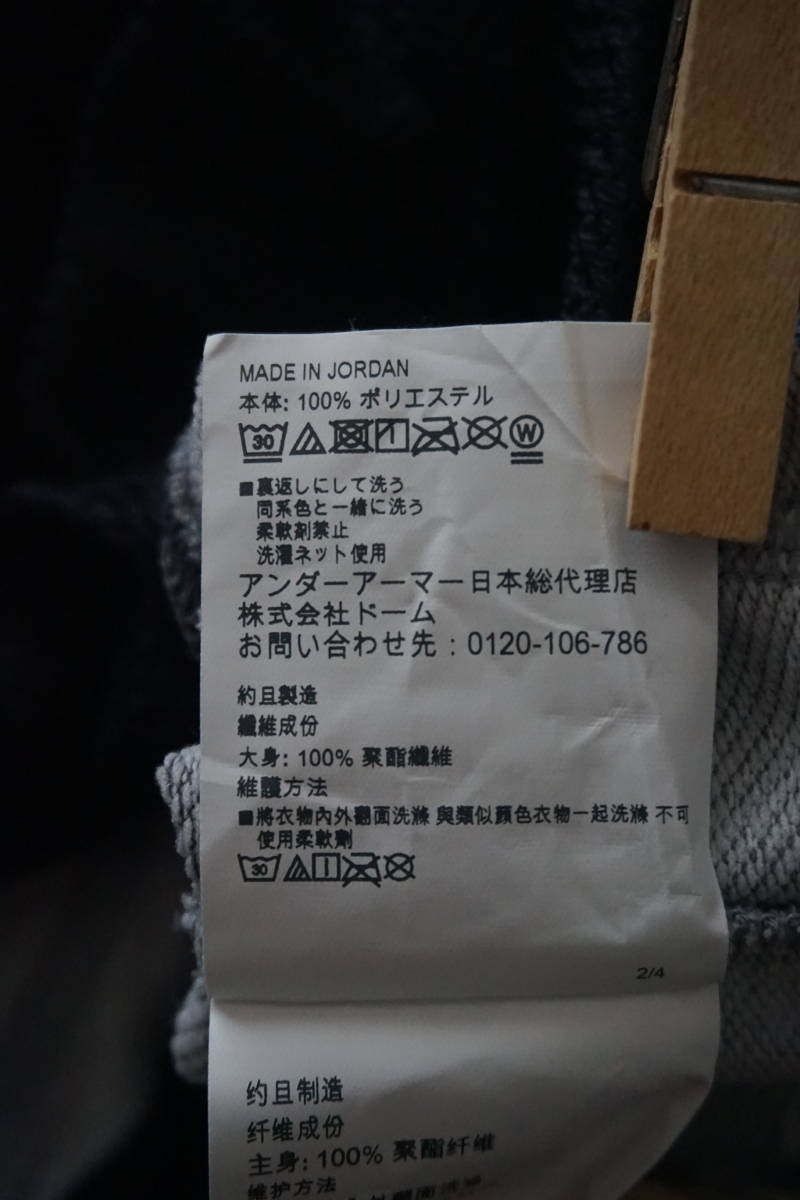 MADE IN JORDAN
本体: 100% ポリエステル
30 W
■裏返しにして洗う
同系色と一緒に洗う
柔軟剤禁止
洗濯ネット使用
アンダーアーマー日本総代理店
株式会社ドーム
お問い合わせ先 : 0120-106-786
約旦製造
纖維成份
大身: 100% 聚酯纖維
維護方法
■將衣物內外翻面洗滌 與類似顏色衣物一起洗滌 不可
使用柔軟劑
30
2/4
约旦制造
纤维成份
主身: 100% 聚酯纤维
维护方法